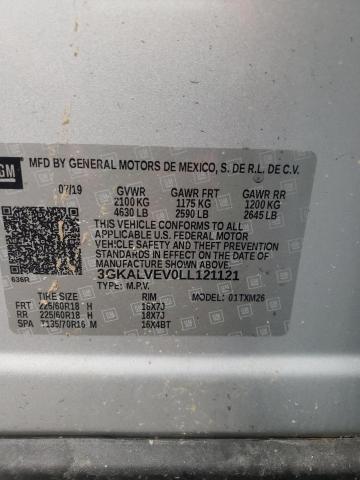 GM
MFD BY GENERAL MOTORS DE MEXICO, S. DE R.L. DE C.V.
07/19 GVWR GAWR FRT GAWR RR
2100 KG 1175 KG 1200 KG
4630 LB 2590 LB 2645 LB
THIS VEHICLE CONFORMS TO ALL
APPLICABLE U.S. FEDERAL MOTOR
VEHICLE SAFETY AND THEFT PREVENTION
STANDARDS IN EFFECT ON THE DATE OF
MANUFACTURE SHOWN ABOVE.
636R 3GKALVEV0LL121121
TYPE: M.P.V.
TIRE SIZE RIM MODEL: 01TXM26
FRT 225/60R18 H 18X7J
RR 225/60R18 H 18X7J
SPA T135/70R16 M 16X4BT